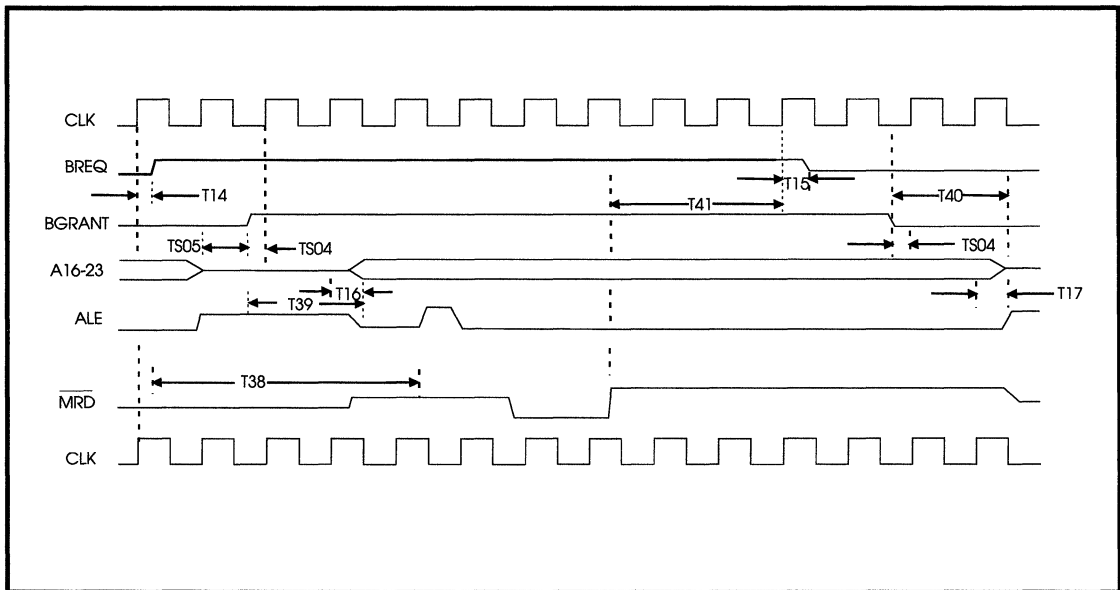 CLK
BREQ
T15
T14
T40
T41
BGRANT
TS05
TS04
TS04
A16-23
T16
T17
T39
ALE
T38
MRD
CLK